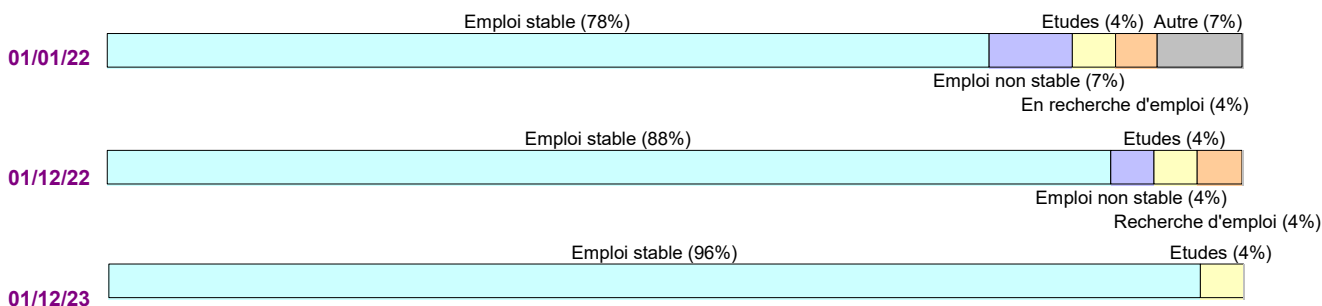 Emploi stable (78%) Etudes (4%) Autre (7%)
01/01/22
Emploi non stable (7%)
En recherche d'emploi (4%)
Emploi stable (88%) Etudes (4%)
01/12/22
Emploi non stable (4%)
Recherche d'emploi (4%)
Emploi stable (96%) Etudes (4%)
01/12/23